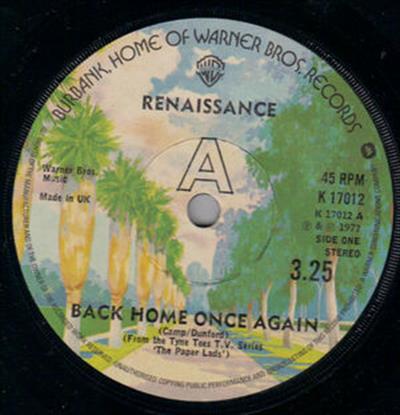 BURBANK, HOME OF WARNER BROS. RECORDS
RENAISSANCE
A
Warner Bros.
Music
Made in UK
45 RPM
K 17012
K 17012 A
℗ & © 1977
SIDE ONE
STEREO
3.25
BACK HOME ONCE AGAIN
(Camp/Dunford)
(From the Tyne Tees T.V. Series
'The Paper Lads')
UNAUTHORISED COPYING PUBLIC PERFORMANCE AND